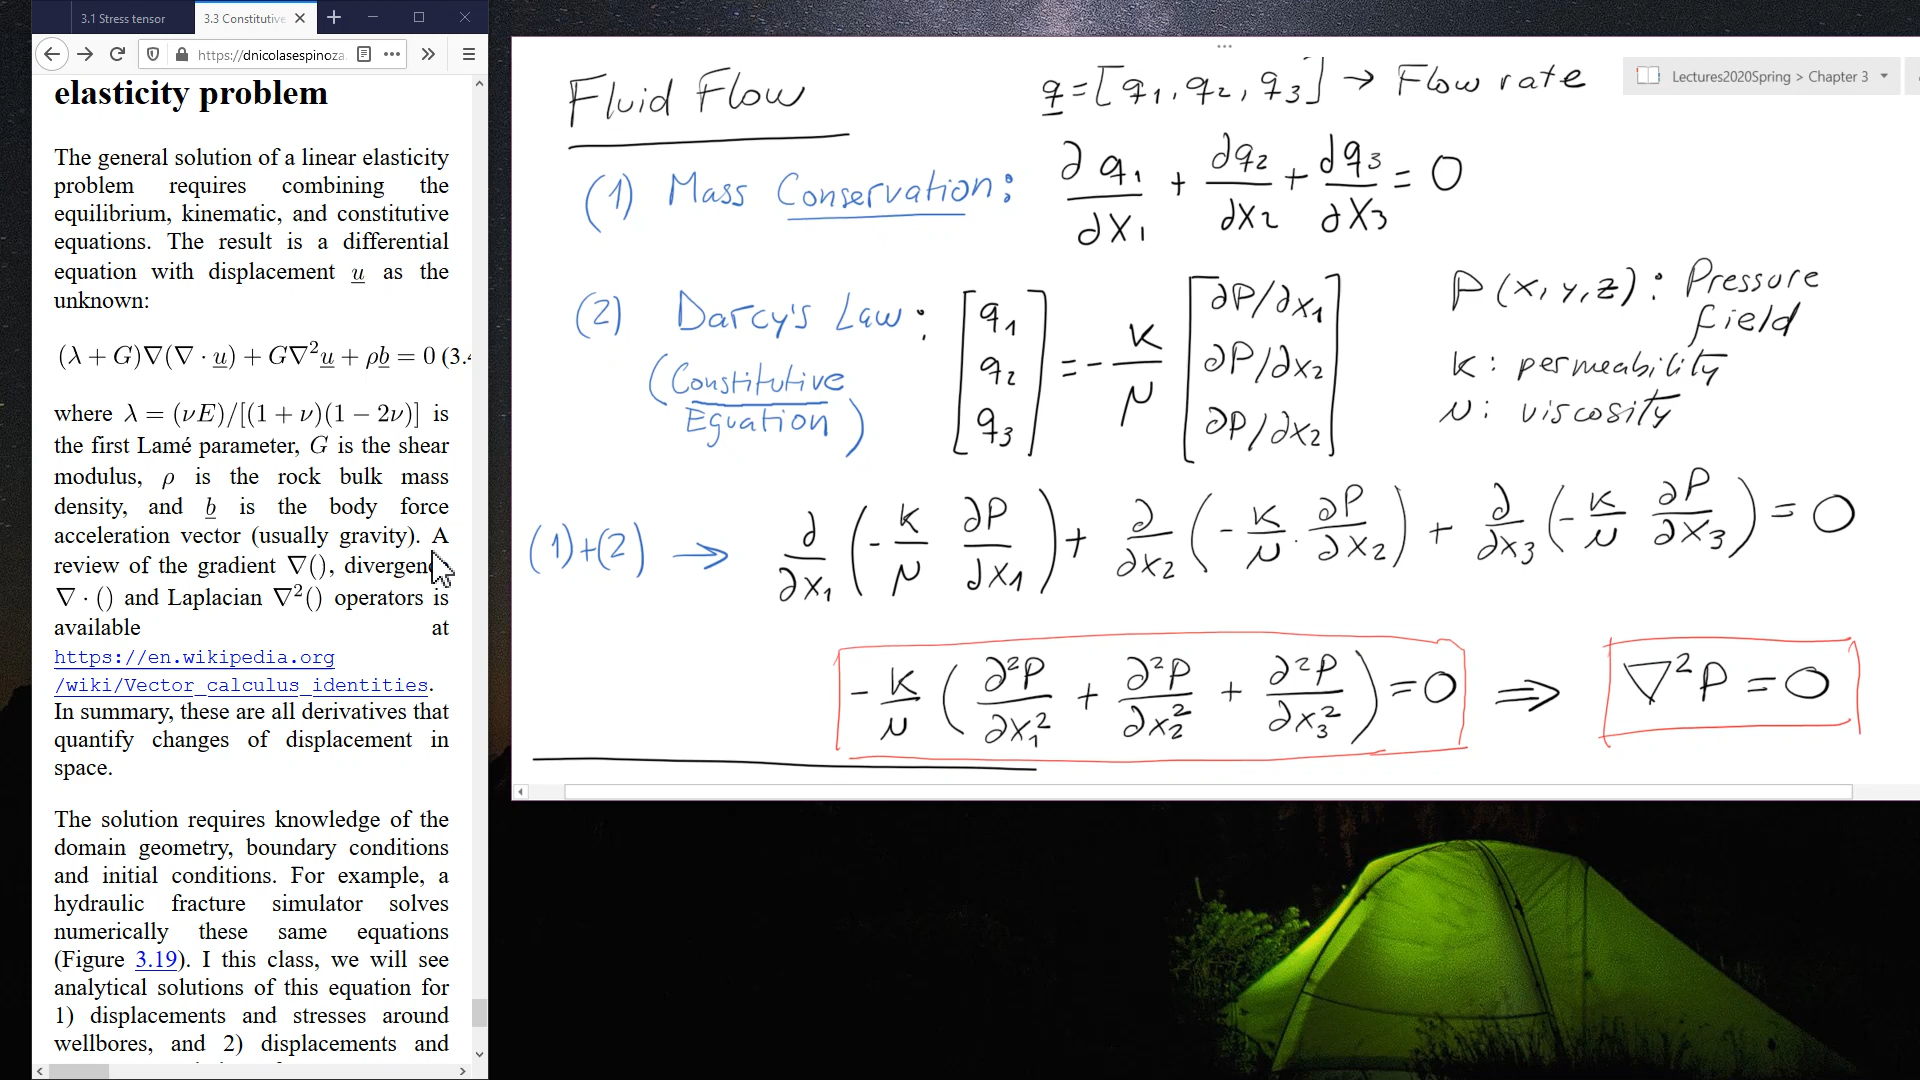 3.1 Stress tensor
3.3 Constitutive
https://dnicolasespinoza.
elasticity problem
The general solution of a linear elasticity
problem requires combining the
equilibrium, kinematic, and constitutive
equations. The result is a differential
equation with displacement u as the
unknown:
(λ + G)∇(∇ · u) + G∇²u + ρb = 0 (3.4
where λ = (νE)/[(1 + ν)(1 − 2ν)] is
the first Lamé parameter, G is the shear
modulus, ρ is the rock bulk mass
density, and b is the body force
acceleration vector (usually gravity). A
review of the gradient ∇(), divergenc
∇ · () and Laplacian ∇²() operators is
available at
https://en.wikipedia.org
/wiki/Vector_calculus_identities.
In summary, these are all derivatives that
quantify changes of displacement in
space.
The solution requires knowledge of the
domain geometry, boundary conditions
and initial conditions. For example, a
hydraulic fracture simulator solves
numerically these same equations
(Figure 3.19). I this class, we will see
analytical solutions of this equation for
1) displacements and stresses around
wellbores, and 2) displacements and
Lectures2020Spring > Chapter 3
Fluid Flow
q = [q1, q2, q3] → Flow rate
(1) Mass Conservation: ∂q1/∂x1 + ∂q2/∂x2 + ∂q3/∂x3 = 0
(2) Darcy's Law: [q1 q2 q3] = - K/μ [∂P/∂x1 ∂P/∂x2 ∂P/∂x2]
(Constitutive
Equation)
P(x,y,z): Pressure
field
K: permeability
μ: viscosity
(1)+(2) → ∂/∂x1 (- K/μ ∂P/∂x1) + ∂/∂x2 (- K/μ · ∂P/∂x2) + ∂/∂x3 (- K/μ ∂P/∂x3) = 0
- K/μ (∂²P/∂x1² + ∂²P/∂x2² + ∂²P/∂x3²) = 0 ⇒ ∇²P = 0